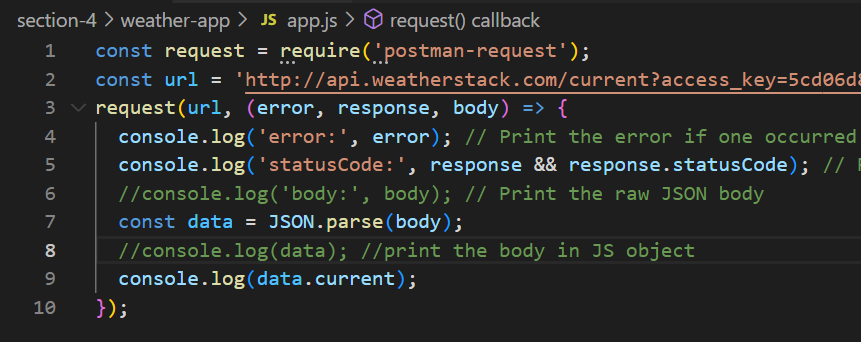 section-4 > weather-app > JS app.js > request() callback
1 const request = require('postman-request');
2 const url = 'http://api.weatherstack.com/current?access_key=5cd06d
3 request(url, (error, response, body) => {
4 console.log('error:', error); // Print the error if one occurred
5 console.log('statusCode:', response && response.statusCode); //
6 //console.log('body:', body); // Print the raw JSON body
7 const data = JSON.parse(body);
8 //console.log(data); //print the body in JS object
9 console.log(data.current);
10 });